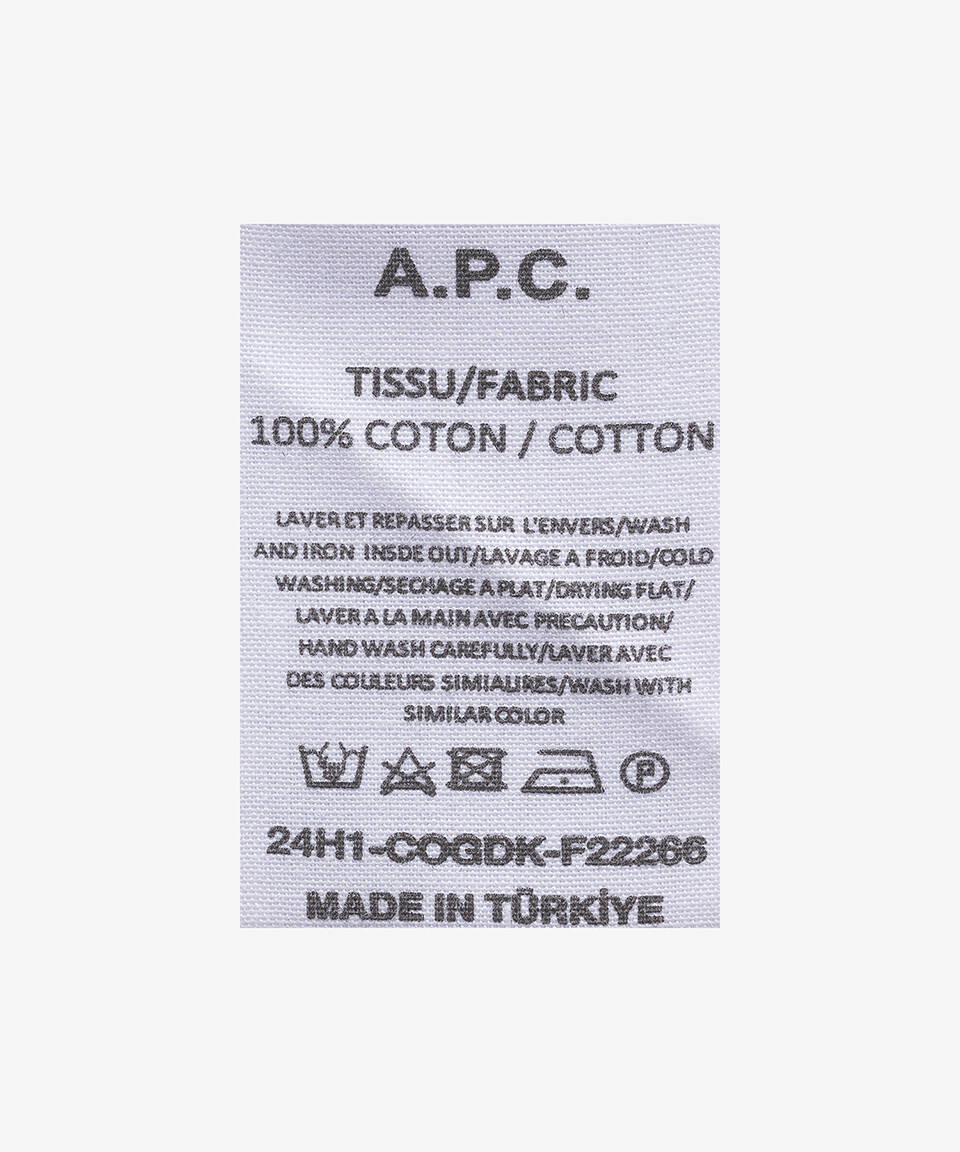 A.P.C.
TISSU/FABRIC
100% COTON / COTTON
LAVER ET REPASSER SUR L'ENVERS/WASH
AND IRON INSDE OUT/LAVAGE A FROID/COLD
WASHING/SECHAGE A PLAT/DRYING FLAT/
LAVER A LA MAIN AVEC PRECAUTION/
HAND WASH CAREFULLY/LAVER AVEC
DES COULEURS SIMIALIRES/WASH WITH
SIMILAR COLOR
P
24H1-COGDK-F22266
MADE IN TÜRKİYE